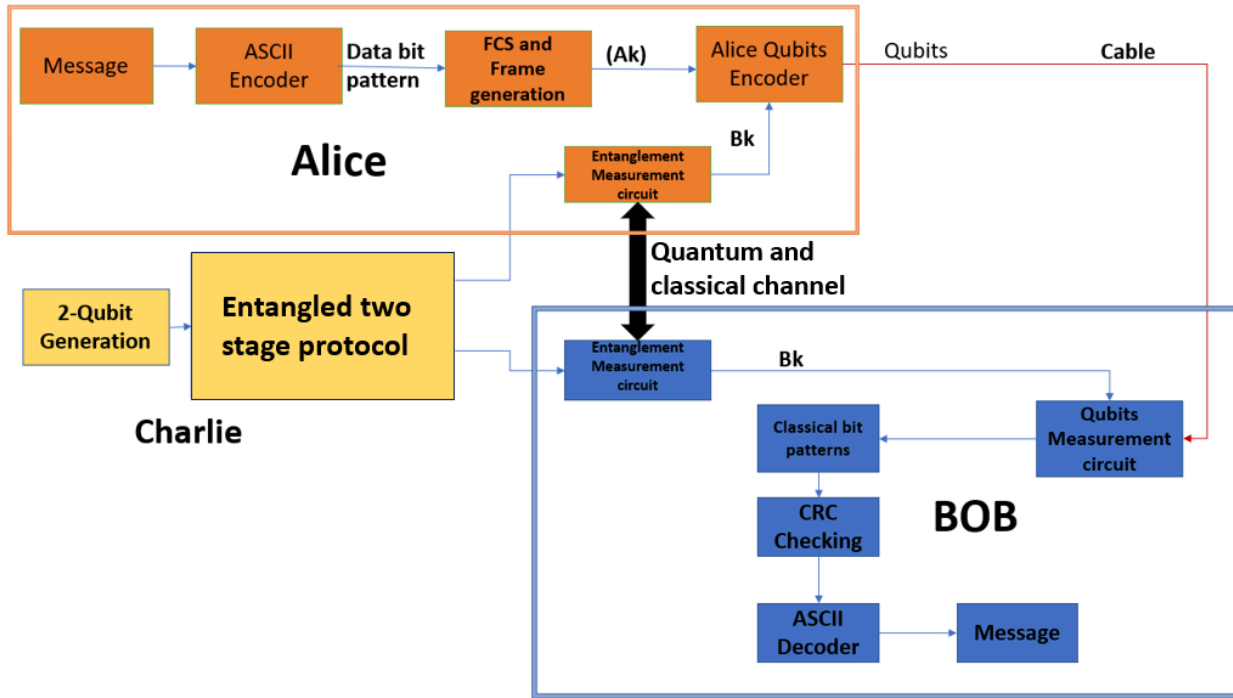 Message
ASCII
Encoder
Data bit
pattern
FCS and
Frame
generation
(Ak)
Alice Qubits
Encoder
Qubits
Cable
Alice
Bk
Entanglement
Measurement
circuit
Quantum and
classical channel
2-Qubit
Generation
Entangled two
stage protocol
Charlie
Entanglement
Measurement
circuit
Bk
Qubits
Measurement
circuit
Classical bit
patterns
BOB
CRC
Checking
ASCII
Decoder
Message